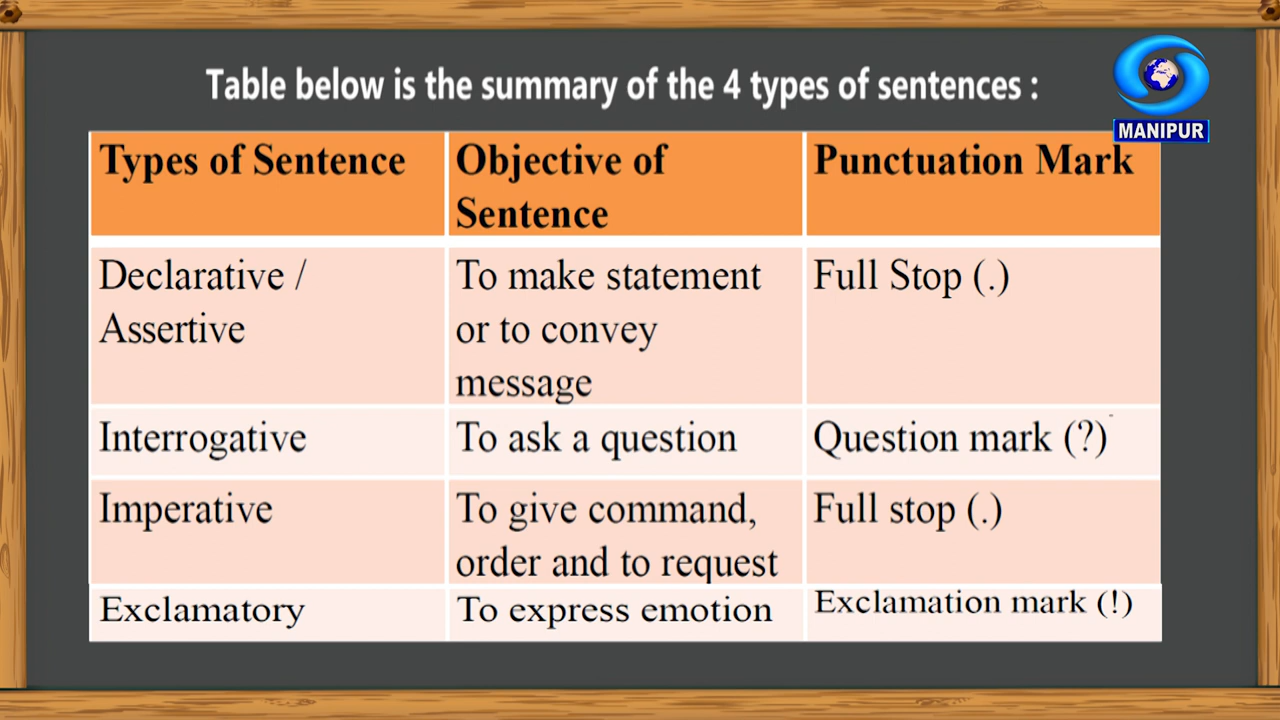 Table below is the summary of the 4 types of sentences :
MANIPUR
Types of Sentence
Objective of
Sentence
Punctuation Mark
Declarative /
Assertive
To make statement
or to convey
message
Full Stop (.)
Interrogative
To ask a question
Question mark (?)
Imperative
To give command,
order and to request
Full stop (.)
Exclamatory
To express emotion
Exclamation mark (!)